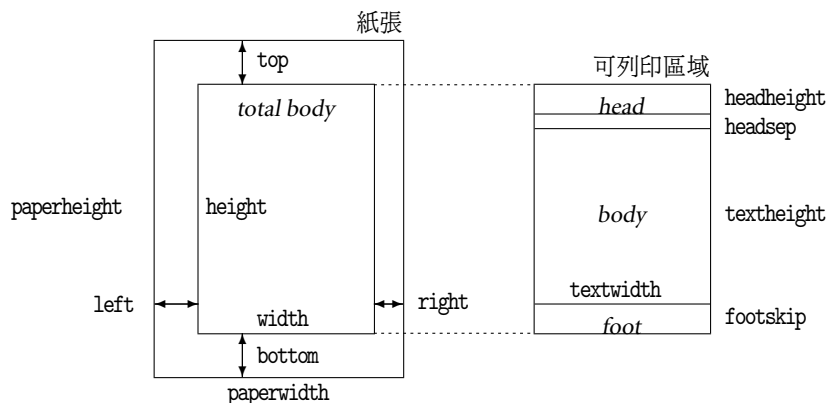 紙張
top
可列印區域
total body
head
headheight
headsep
paperheight
height
body
textheight
left
right
textwidth
width
foot
footskip
bottom
paperwidth